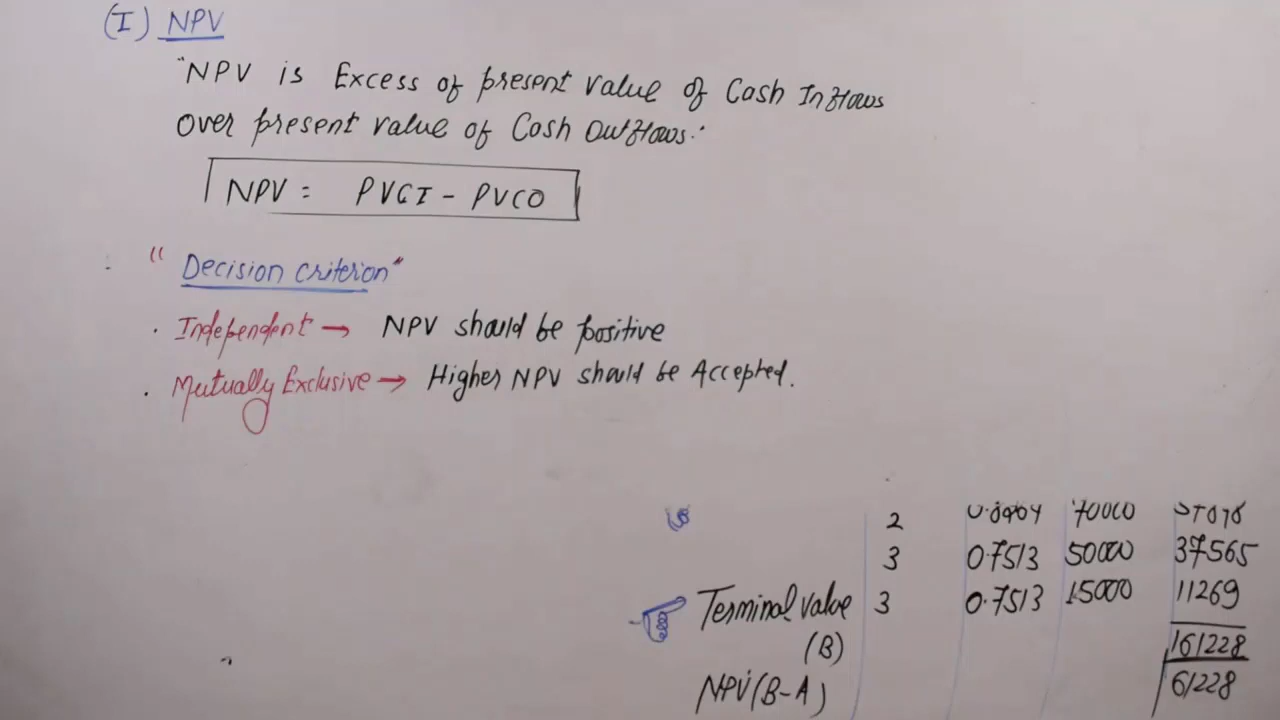 (I) NPV
"NPV is Excess of present value of Cash Inflows
over present value of Cash Outflows."
NPV = PVCI - PVCO
"Decision criterion"
. Independent → NPV should be positive
. Mutually Exclusive → Higher NPV should be Accepted.
2 70000
3 0.7513 50000 37565
Terminal value 3 0.7513 15000 11269
(B) 161228
NPV (B-A) 61228